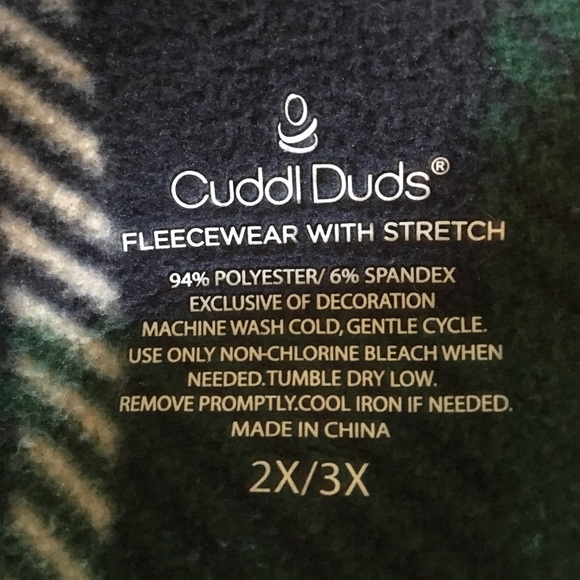 Cuddl Duds®
FLEECEWEAR WITH STRETCH
94% POLYESTER/ 6% SPANDEX
EXCLUSIVE OF DECORATION
MACHINE WASH COLD, GENTLE CYCLE.
USE ONLY NON-CHLORINE BLEACH WHEN
NEEDED.TUMBLE DRY LOW.
REMOVE PROMPTLY.COOL IRON IF NEEDED.
MADE IN CHINA
2X/3X